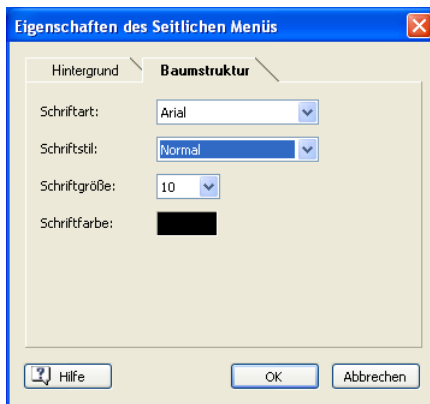 Eigenschaften des Seitlichen Menüs
Hintergrund Baumstruktur
Schriftart: Arial
Schriftstil: Normal
Schriftgröße: 10
Schriftfarbe:
Hilfe OK Abbrechen